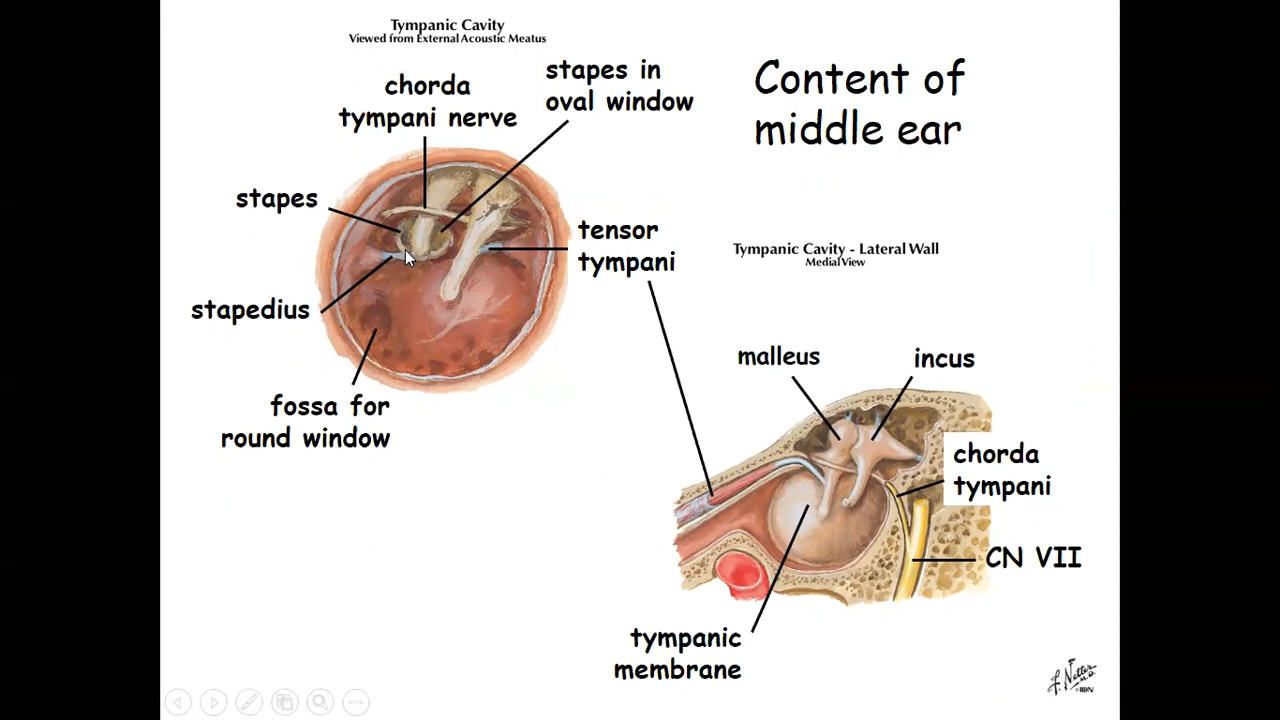 Tympanic Cavity
Viewed from External Acoustic Meatus
chorda
tympani nerve
stapes in
oval window
Content of
middle ear
stapes
tensor
tympani
stapedius
fossa for
round window
Tympanic Cavity - Lateral Wall
Medial View
malleus
incus
chorda
tympani
CN VII
tympanic
membrane
F. Netter
M.D.